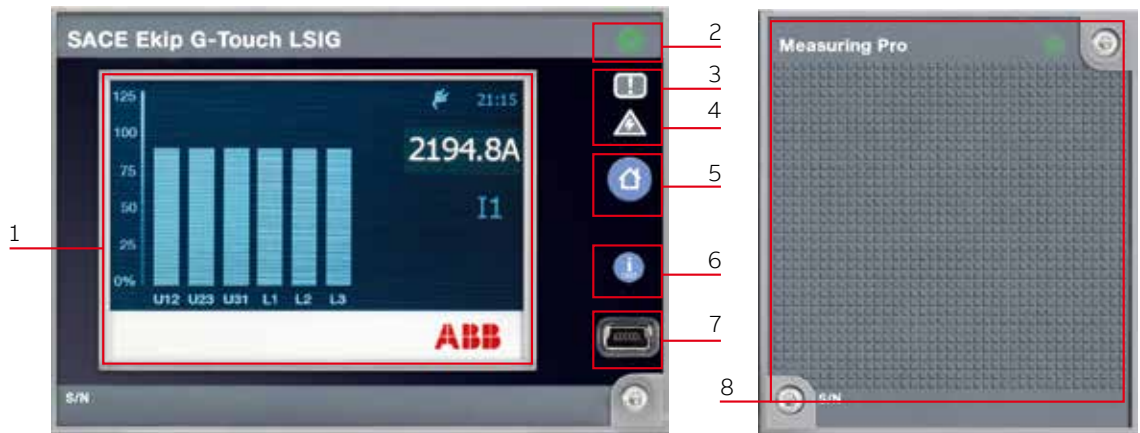 SACE Ekip G-Touch LSIG
2
3
4
5
6
7
1
125
100
75
50
25
0%
U12 U23 U31 L1 L2 L3
21:15
2194.8A
I1
ABB
S/N
Measuring Pro
8
S/N